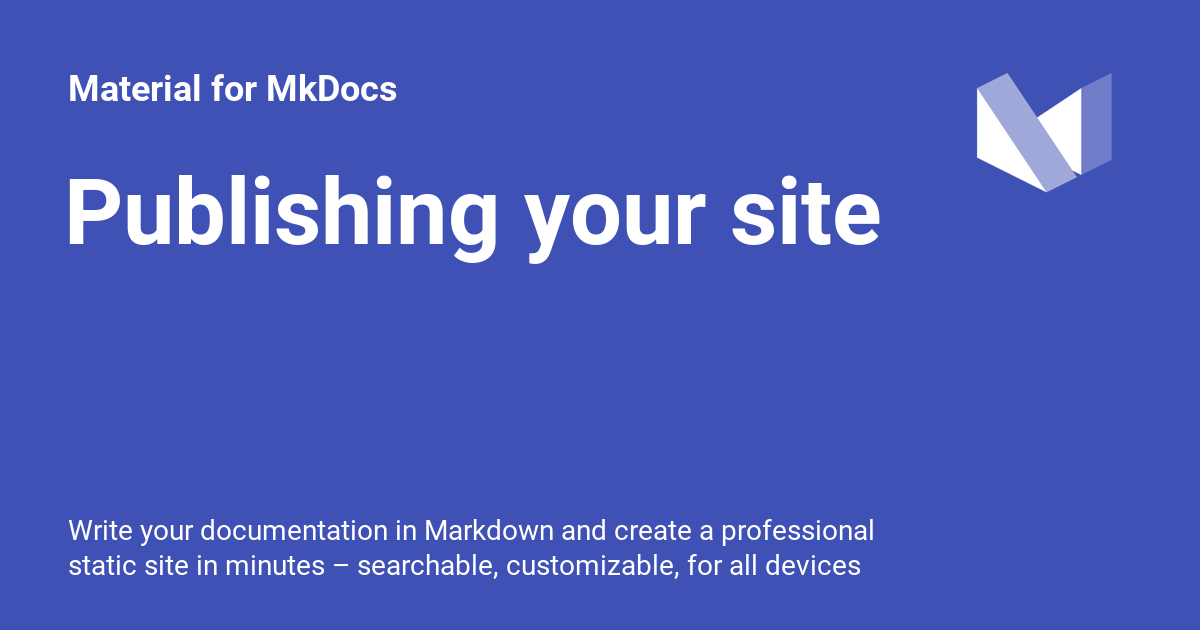 Material for MkDocs
Publishing your site
Write your documentation in Markdown and create a professional
static site in minutes – searchable, customizable, for all devices